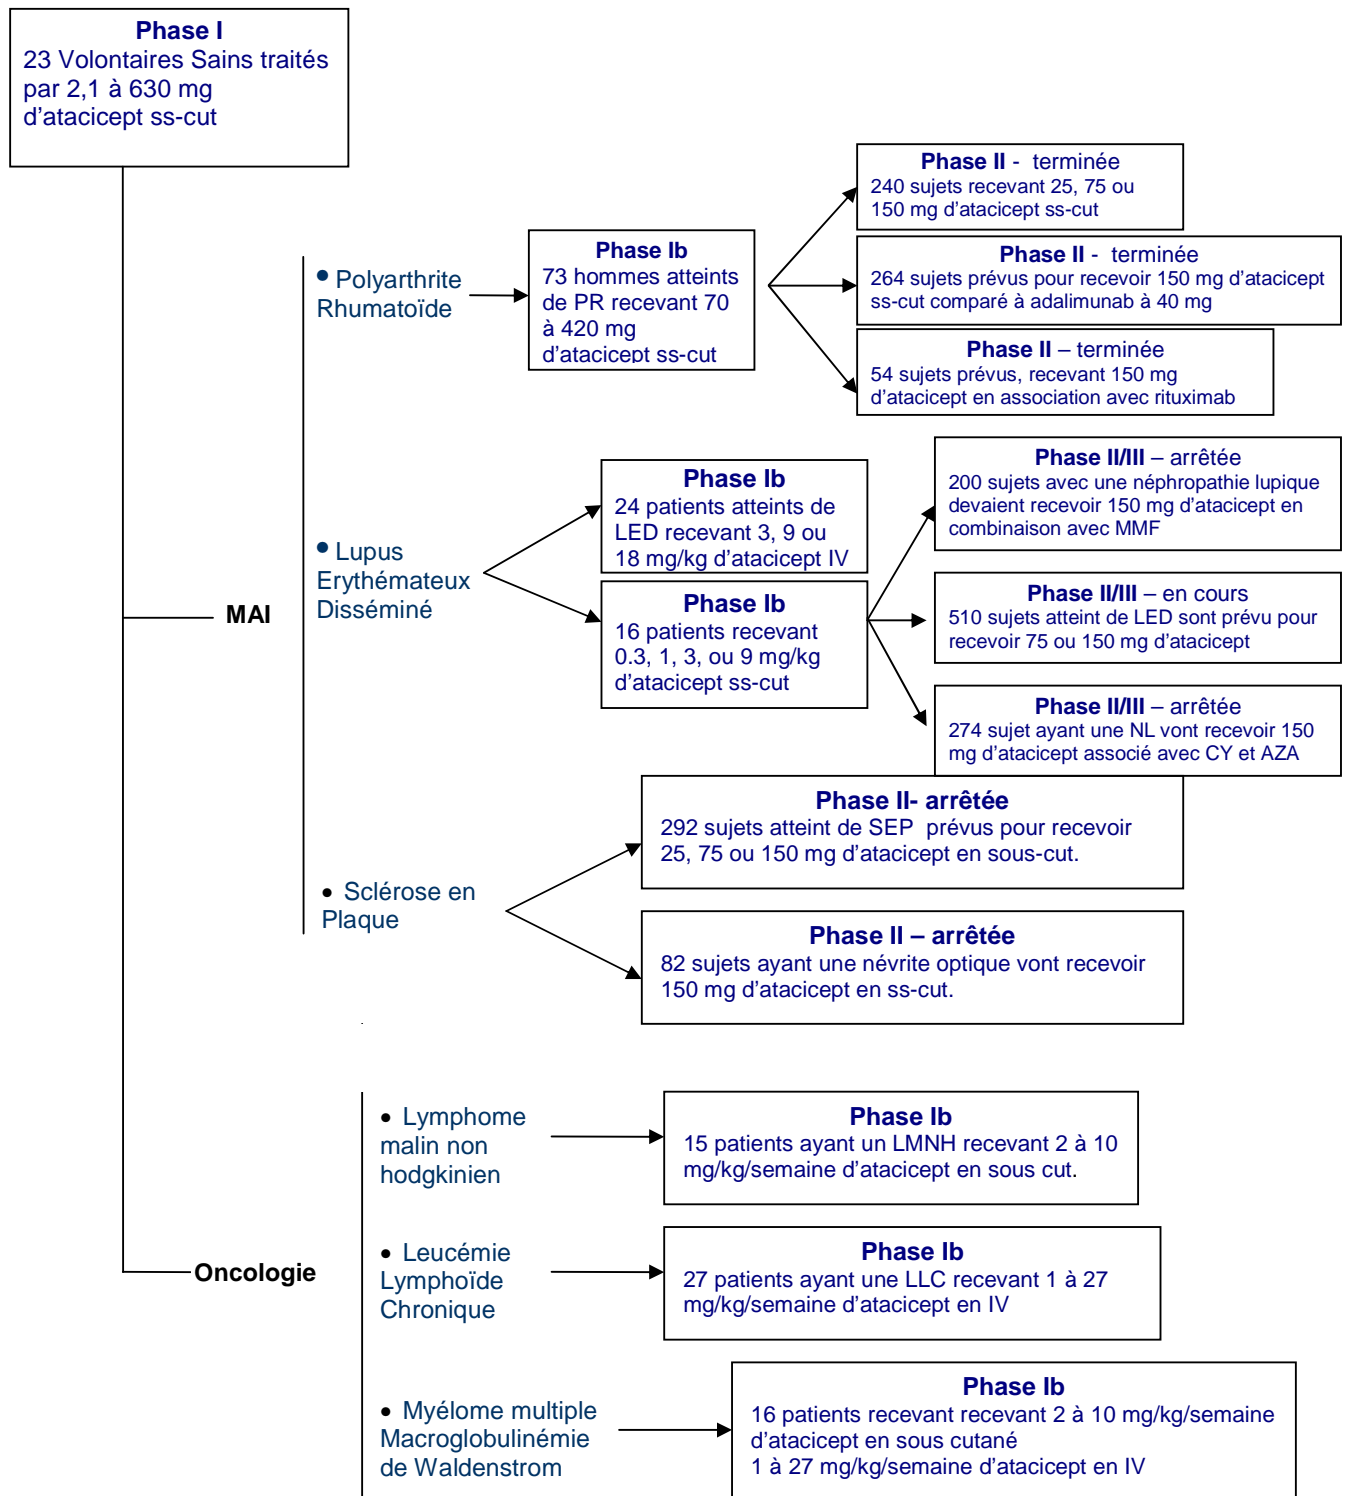 Phase I
23 Volontaires Sains traités
par 2,1 à 630 mg
d’atacicept ss-cut
MAI
• Polyarthrite
Rhumatoïde
Phase Ib
73 hommes atteints
de PR recevant 70
à 420 mg
d’atacicept ss-cut
Phase II - terminée
240 sujets recevant 25, 75 ou
150 mg d’atacicept ss-cut
Phase II - terminée
264 sujets prévus pour recevoir 150 mg d’atacicept
ss-cut comparé à adalimunab à 40 mg
Phase II – terminée
54 sujets prévus, recevant 150 mg
d’atacicept en association avec rituximab
• Lupus
Erythémateux
Disséminé
Phase Ib
24 patients atteints de
LED recevant 3, 9 ou
18 mg/kg d’atacicept IV
Phase Ib
16 patients recevant
0.3, 1, 3, ou 9 mg/kg
d’atacicept ss-cut
Phase II/III – arrêtée
200 sujets avec une néphropathie lupique
devaient recevoir 150 mg d’atacicept en
combinaison avec MMF
Phase II/III – en cours
510 sujets atteint de LED sont prévu pour
recevoir 75 ou 150 mg d’atacicept
Phase II/III – arrêtée
274 sujet ayant une NL vont recevoir 150
mg d’atacicept associé avec CY et AZA
• Sclérose en
Plaque
Phase II- arrêtée
292 sujets atteint de SEP prévus pour recevoir
25, 75 ou 150 mg d’atacicept en sous-cut.
Phase II – arrêtée
82 sujets ayant une névrite optique vont recevoir
150 mg d’atacicept en ss-cut.
Oncologie
• Lymphome
malin non
hodgkinien
Phase Ib
15 patients ayant un LMNH recevant 2 à 10
mg/kg/semaine d’atacicept en sous cut.
• Leucémie
Lymphoïde
Chronique
Phase Ib
27 patients ayant une LLC recevant 1 à 27
mg/kg/semaine d’atacicept en IV
• Myélome multiple
Macroglobulinémie
de Waldenstrom
Phase Ib
16 patients recevant recevant 2 à 10 mg/kg/semaine
d’atacicept en sous cutané
1 à 27 mg/kg/semaine d’atacicept en IV